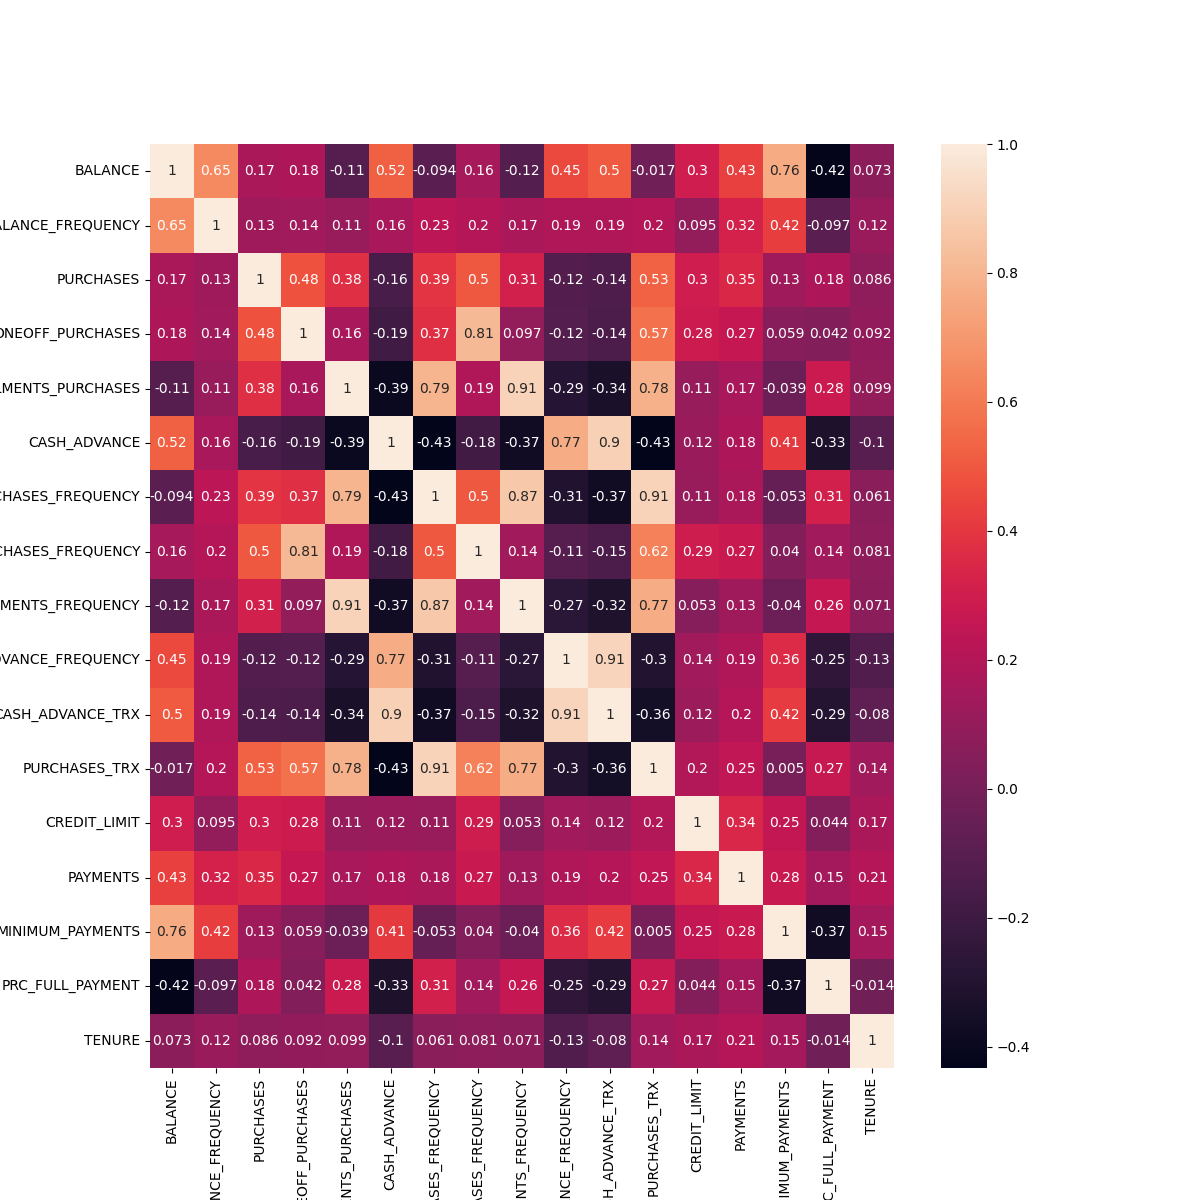 BALANCE 1 0.65 0.17 0.18 -0.11 0.52 -0.094 0.16 -0.12 0.45 0.5 -0.017 0.3 0.43 0.76 -0.42 0.073
ALANCE_FREQUENCY 0.65 1 0.13 0.14 0.11 0.16 0.23 0.2 0.17 0.19 0.19 0.2 0.095 0.32 0.42 -0.097 0.12
PURCHASES 0.17 0.13 1 0.48 0.38 -0.16 0.39 0.5 0.31 -0.12 -0.14 0.53 0.3 0.35 0.13 0.18 0.086
ONEOFF_PURCHASES 0.18 0.14 0.48 1 0.16 -0.19 0.37 0.81 0.097 -0.12 -0.14 0.57 0.28 0.27 0.059 0.042 0.092
LMENTS_PURCHASES -0.11 0.11 0.38 0.16 1 -0.39 0.79 0.19 0.91 -0.29 -0.34 0.78 0.11 0.17 -0.039 0.28 0.099
CASH_ADVANCE 0.52 0.16 -0.16 -0.19 -0.39 1 -0.43 -0.18 -0.37 0.77 0.9 -0.43 0.12 0.18 0.41 -0.33 -0.1
CHASES_FREQUENCY -0.094 0.23 0.39 0.37 0.79 -0.43 1 0.5 0.87 -0.31 -0.37 0.91 0.11 0.18 -0.053 0.31 0.061
CHASES_FREQUENCY 0.16 0.2 0.5 0.81 0.19 -0.18 0.5 1 0.14 -0.11 -0.15 0.62 0.29 0.27 0.04 0.14 0.081
MENTS_FREQUENCY -0.12 0.17 0.31 0.097 0.91 -0.37 0.87 0.14 1 -0.27 -0.32 0.77 0.053 0.13 -0.04 0.26 0.071
DVANCE_FREQUENCY 0.45 0.19 -0.12 -0.12 -0.29 0.77 -0.31 -0.11 -0.27 1 0.91 -0.3 0.14 0.19 0.36 -0.25 -0.13
CASH_ADVANCE_TRX 0.5 0.19 -0.14 -0.14 -0.34 0.9 -0.37 -0.15 -0.32 0.91 1 -0.36 0.12 0.2 0.42 -0.29 -0.08
PURCHASES_TRX -0.017 0.2 0.53 0.57 0.78 -0.43 0.91 0.62 0.77 -0.3 -0.36 1 0.2 0.25 0.005 0.27 0.14
CREDIT_LIMIT 0.3 0.095 0.3 0.28 0.11 0.12 0.11 0.29 0.053 0.14 0.12 0.2 1 0.34 0.25 0.044 0.17
PAYMENTS 0.43 0.32 0.35 0.27 0.17 0.18 0.18 0.27 0.13 0.19 0.2 0.25 0.34 1 0.28 0.15 0.21
MINIMUM_PAYMENTS 0.76 0.42 0.13 0.059 -0.039 0.41 -0.053 0.04 -0.04 0.36 0.42 0.005 0.25 0.28 1 -0.37 0.15
PRC_FULL_PAYMENT -0.42 -0.097 0.18 0.042 0.28 -0.33 0.31 0.14 0.26 -0.25 -0.29 0.27 0.044 0.15 -0.37 1 -0.014
TENURE 0.073 0.12 0.086 0.092 0.099 -0.1 0.061 0.081 0.071 -0.13 -0.08 0.14 0.17 0.21 0.15 -0.014 1
BALANCE
NCE_FREQUENCY
PURCHASES
EOFF_PURCHASES
NTS_PURCHASES
CASH_ADVANCE
ASES_FREQUENCY
ASES_FREQUENCY
ENTS_FREQUENCY
NCE_FREQUENCY
H_ADVANCE_TRX
PURCHASES_TRX
CREDIT_LIMIT
PAYMENTS
IMUM_PAYMENTS
C_FULL_PAYMENT
TENURE
1.0
0.8
0.6
0.4
0.2
0.0
−0.2
−0.4